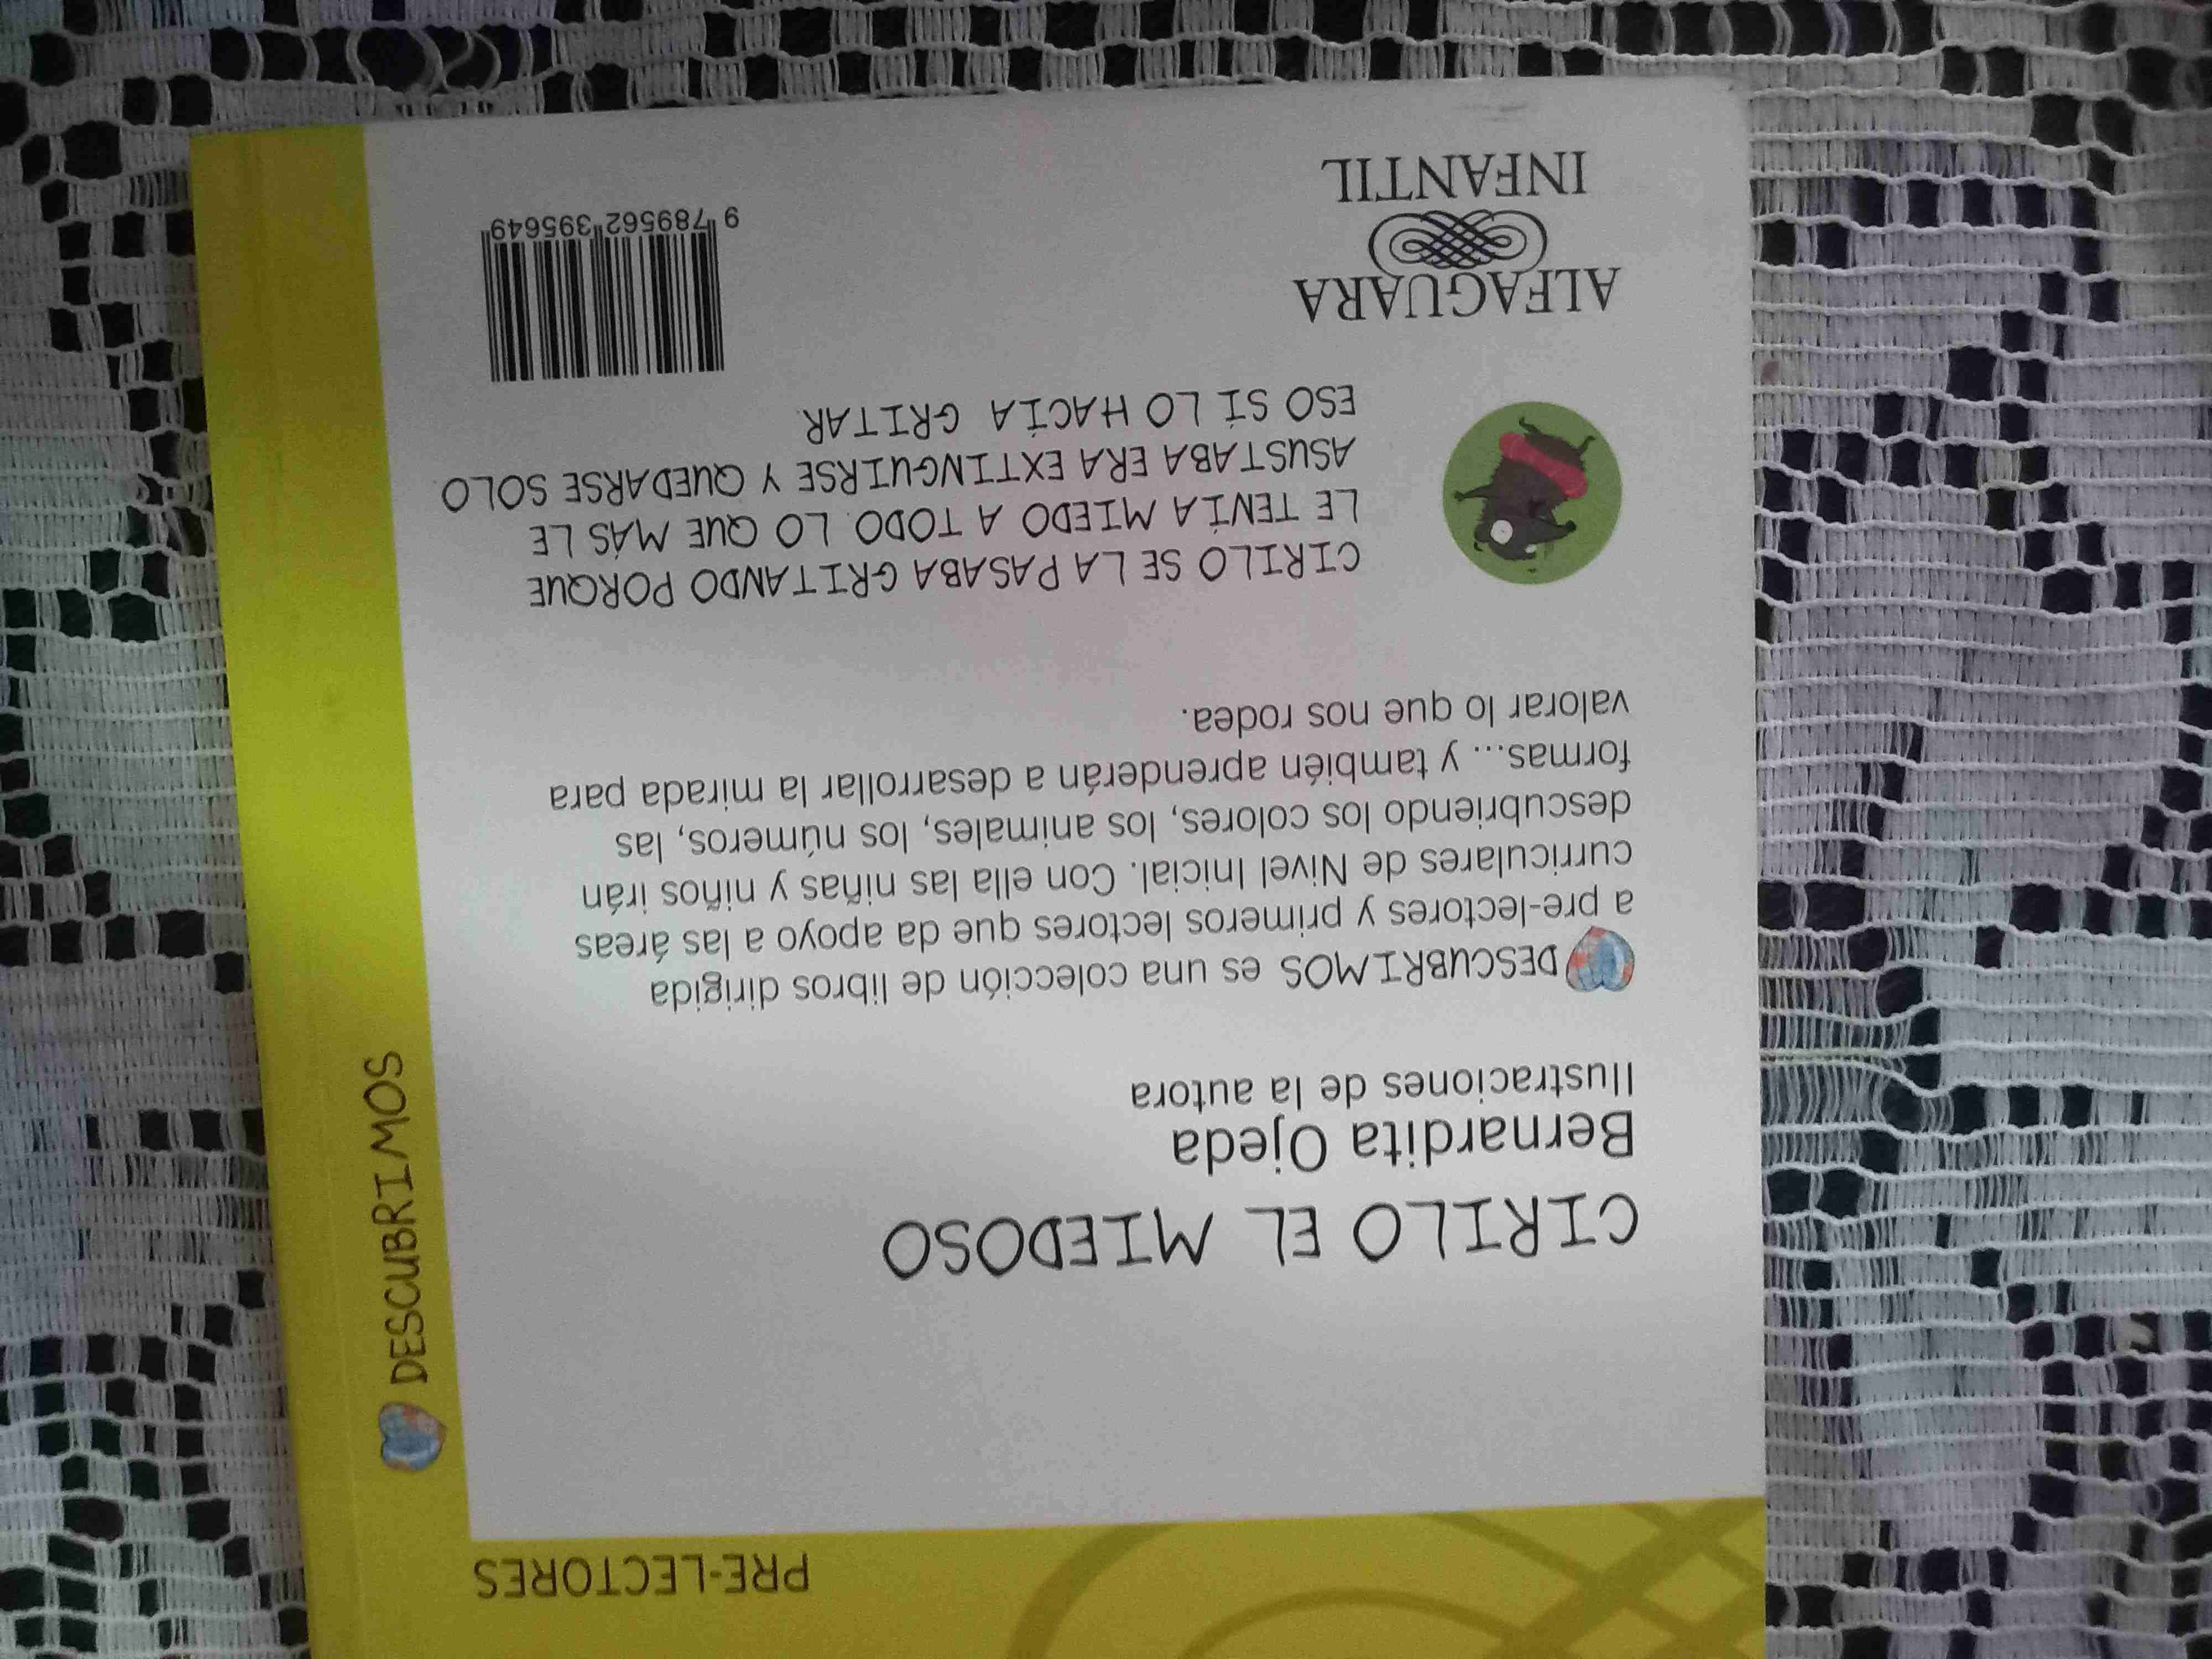 PRE-LECTORES
CIRILO EL MIEDOSO
Bernardita Ojeda
Ilustraciones de la autora
DESCUBRIMOS es una colección de libros dirigida
a pre-lectores y primeros lectores que da apoyo a las áreas
curriculares de Nivel Inicial. Con ella las niñas y niños irán
descubriendo los colores, los animales, los números, las
formas... y también aprenderán a desarrollar la mirada para
valorar lo que nos rodea.
CIRILO SE LA PASABA GRITANDO PORQUE
LE TENÍA MIEDO A TODO. LO QUE MÁS LE
ASUSTABA ERA EXTINGUIRSE Y QUEDARSE SOLO.
ESO SÍ LO HACÍA GRITAR.
ALFAGUARA
INFANTIL
9 789562 395649
DESCUBRIMOS